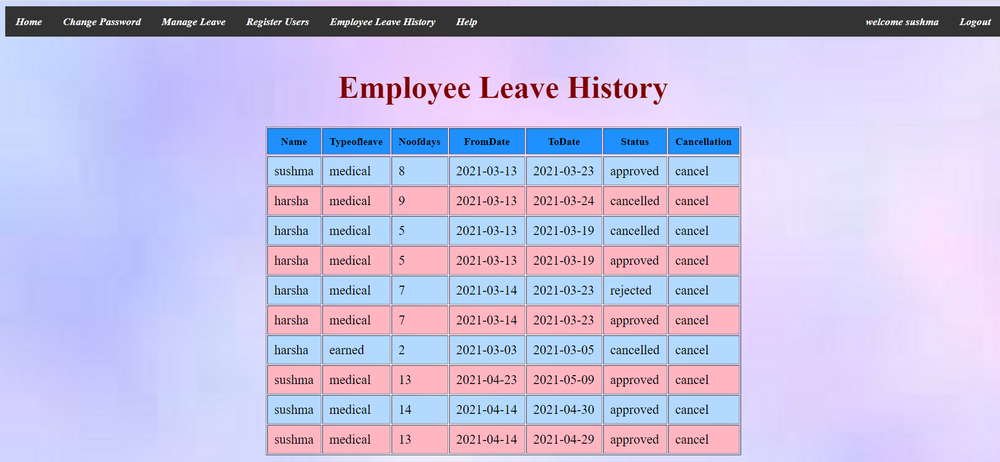 Home Change Password Manage Leave Register Users Employee Leave History Help welcome sushma Logout
Employee Leave History
Name Typeofleave Noofdays FromDate ToDate Status Cancellation
sushma medical 8 2021-03-13 2021-03-23 approved cancel
harsha medical 9 2021-03-13 2021-03-24 cancelled cancel
harsha medical 5 2021-03-13 2021-03-19 cancelled cancel
harsha medical 5 2021-03-13 2021-03-19 approved cancel
harsha medical 7 2021-03-14 2021-03-23 rejected cancel
harsha medical 7 2021-03-14 2021-03-23 approved cancel
harsha earned 2 2021-03-03 2021-03-05 cancelled cancel
sushma medical 13 2021-04-23 2021-05-09 approved cancel
sushma medical 14 2021-04-14 2021-04-30 approved cancel
sushma medical 13 2021-04-14 2021-04-29 approved cancel